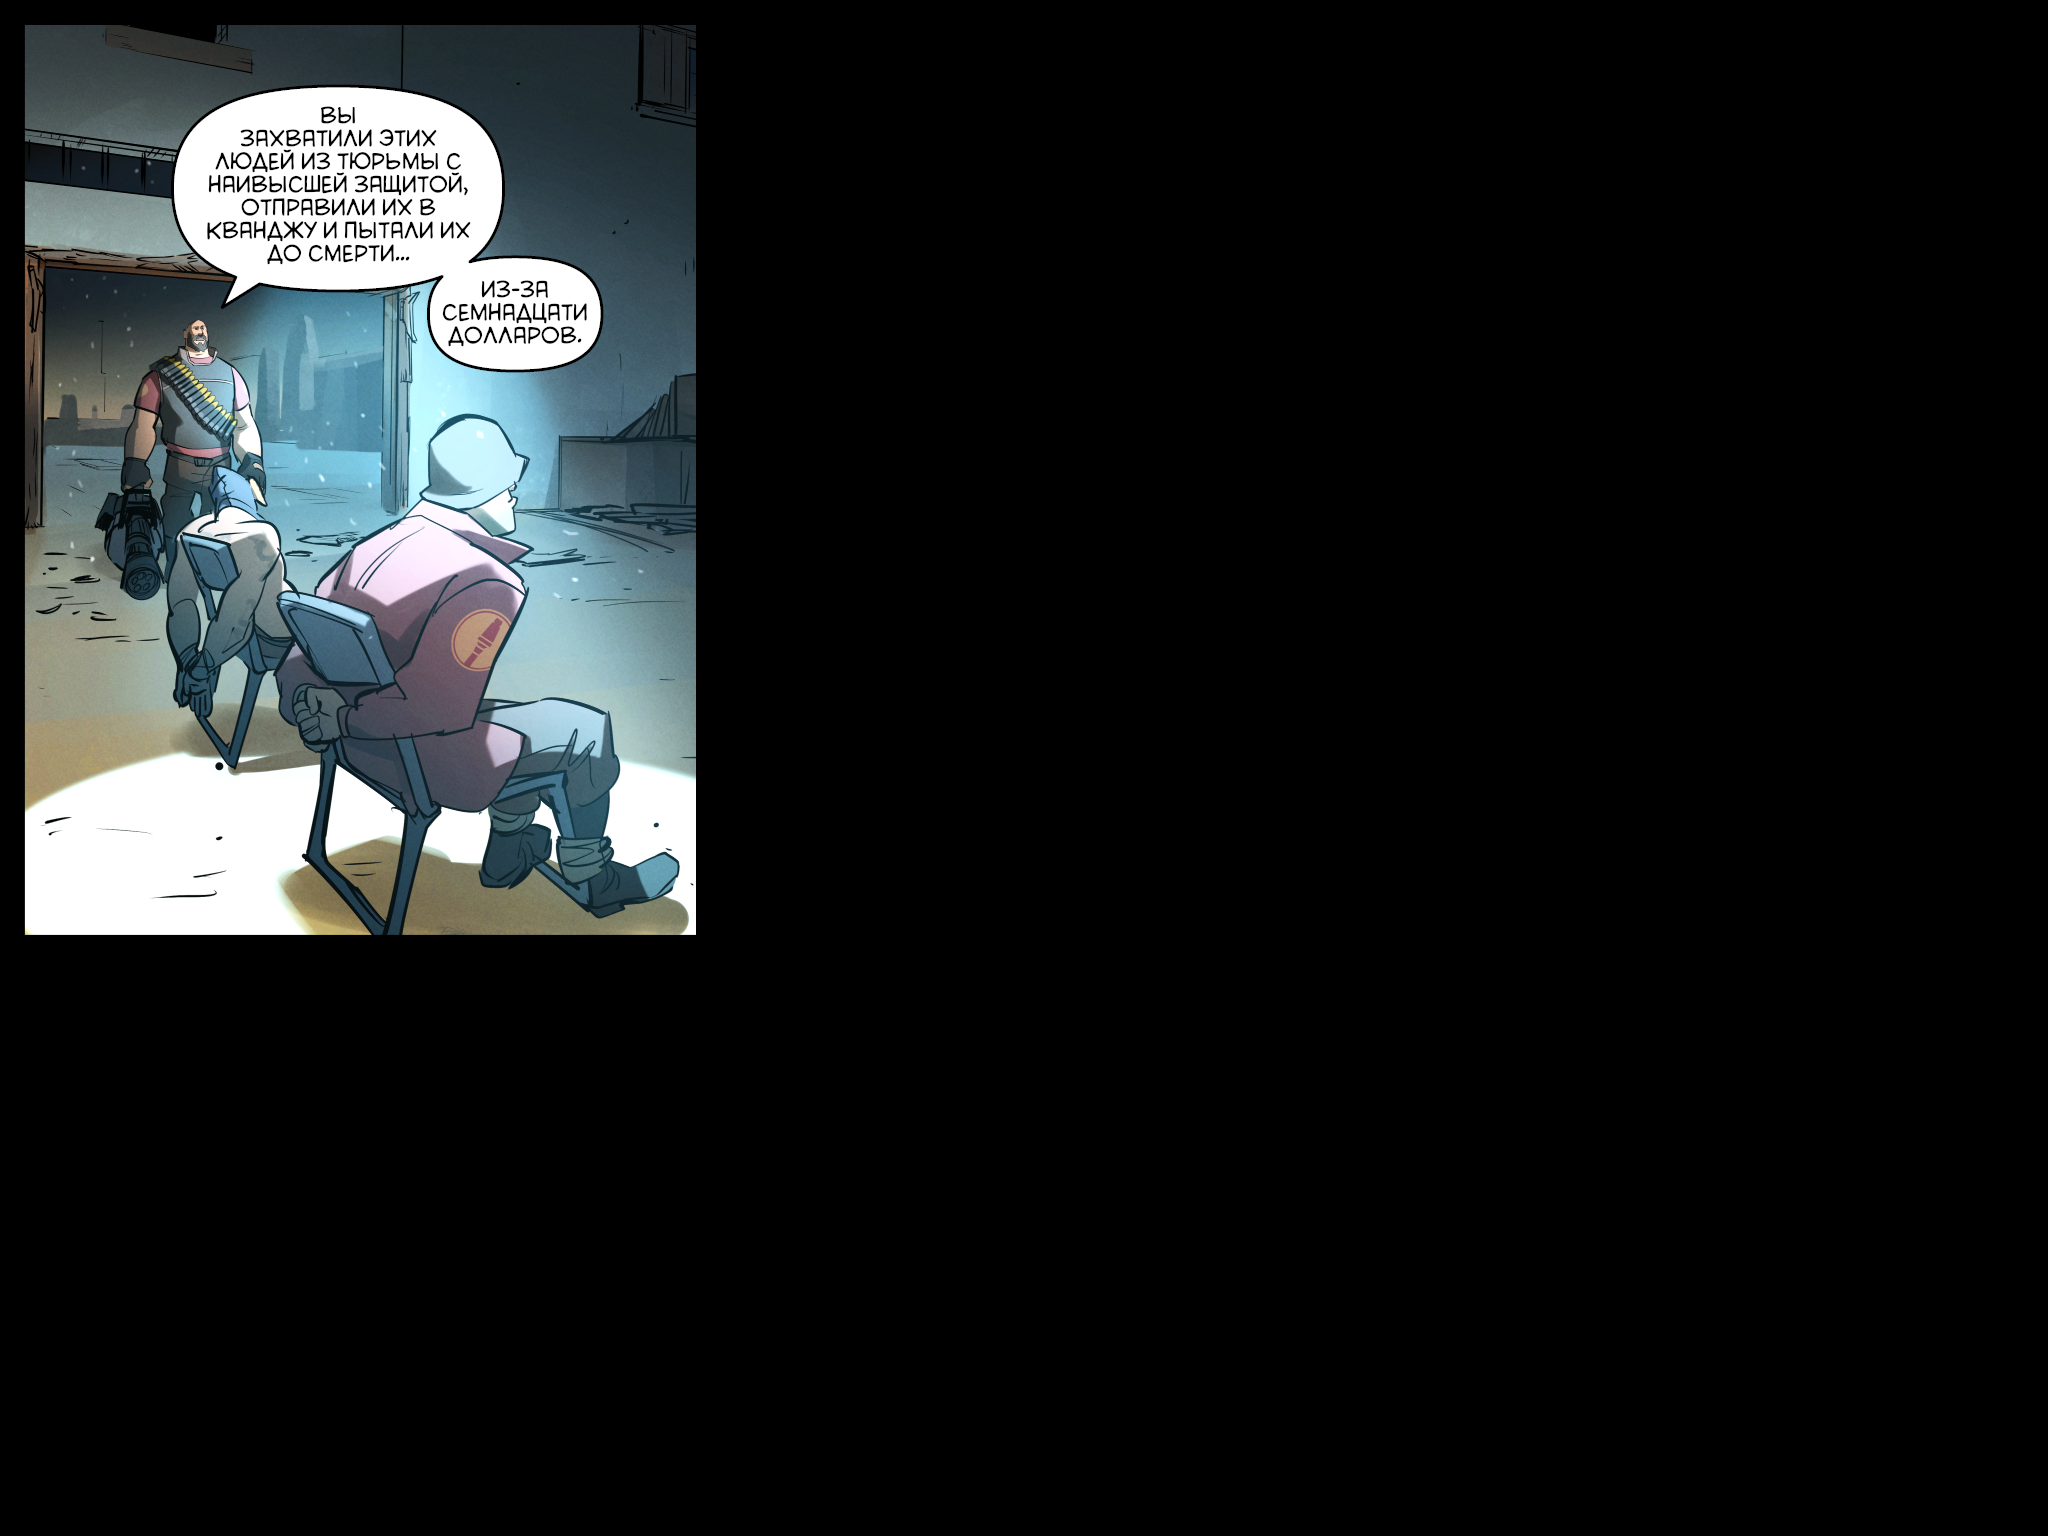 ВЫ
ЗАХВАТИЛИ ЭТИХ
ЛЮДЕЙ ИЗ ТЮРЬМЫ С
НАИВЫСШЕЙ ЗАЩИТОЙ,
ОТПРАВИЛИ ИХ В
КВАНДЖУ И ПЫТАЛИ ИХ
ДО СМЕРТИ...
ИЗ-ЗА
СЕМНАДЦАТИ
ДОЛЛАРОВ.